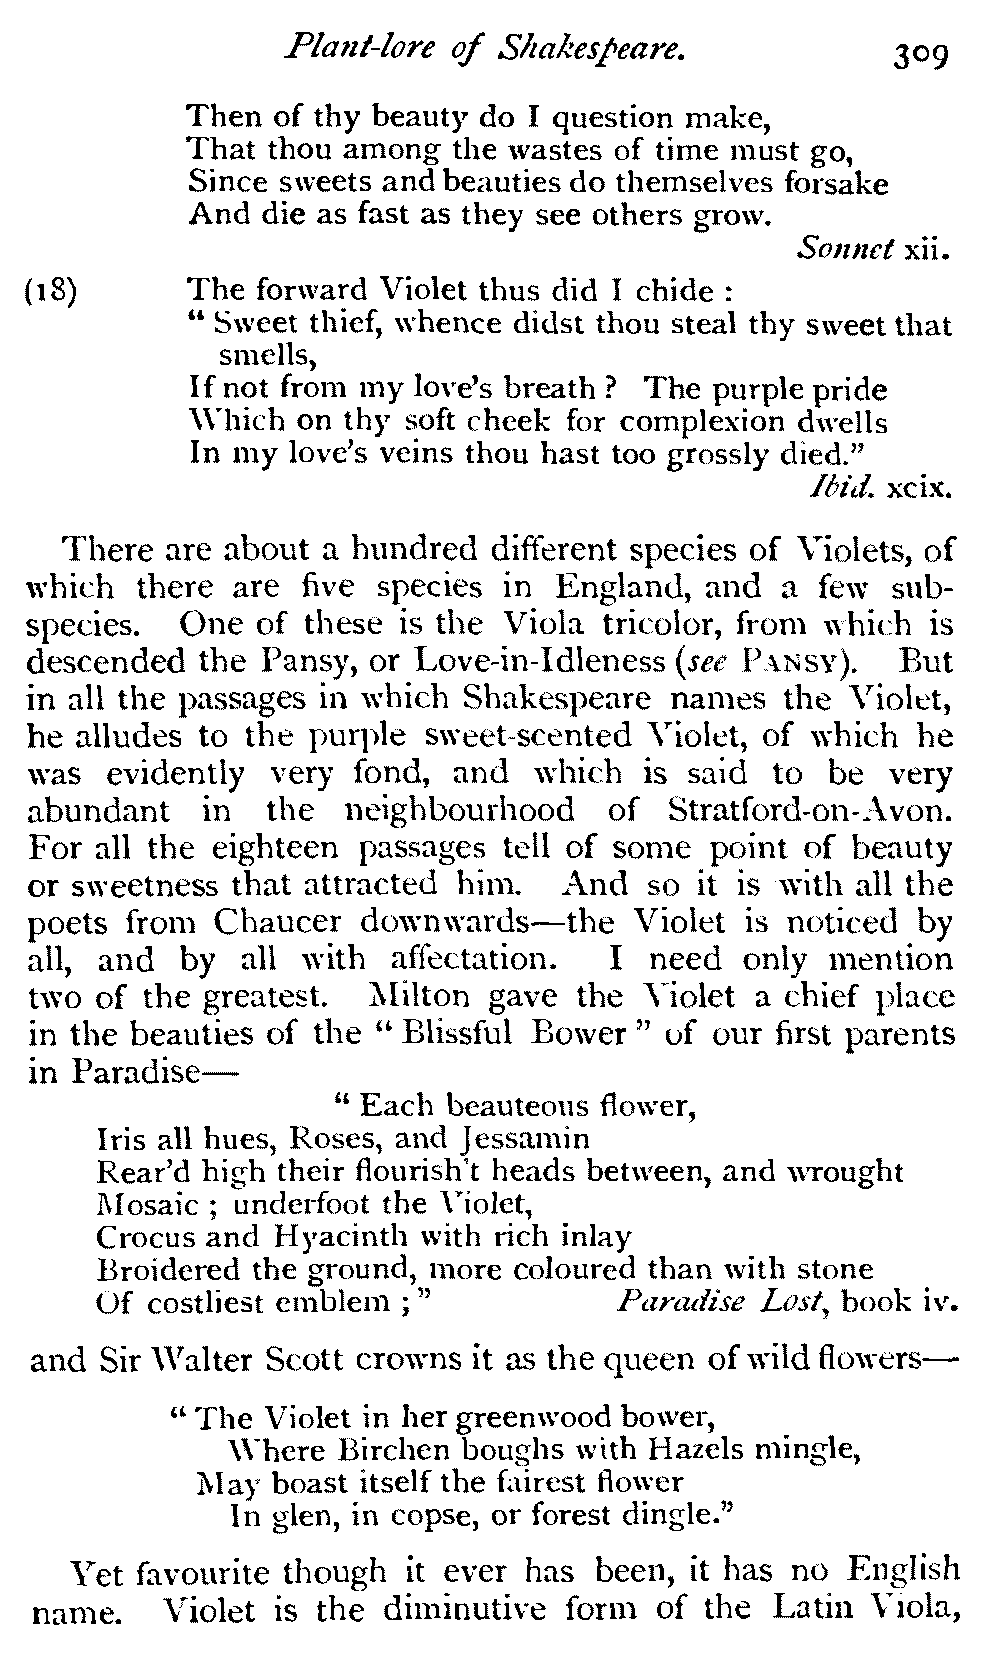 Plant-lore of Shakespeare. 309
Then of thy beauty do I question make,
That thou among the wastes of time must go,
Since sweets and beauties do themselves forsake
And die as fast as they see others grow.
Sonnet xii.
(18) The forward Violet thus did I chide :
“ Sweet thief, whence didst thou steal thy sweet that
smells,
If not from my love’s breath ? The purple pride
Which on thy soft cheek for complexion dwells
In my love’s veins thou hast too grossly died.”
Ibid. xcix.
There are about a hundred different species of Violets, of
which there are five species in England, and a few sub-
species. One of these is the Viola tricolor, from which is
descended the Pansy, or Love-in-Idleness (see PANSY). But
in all the passages in which Shakespeare names the Violet,
he alludes to the purple sweet-scented Violet, of which he
was evidently very fond, and which is said to be very
abundant in the neighbourhood of Stratford-on-Avon.
For all the eighteen passages tell of some point of beauty
or sweetness that attracted him. And so it is with all the
poets from Chaucer downwards—the Violet is noticed by
all, and by all with affectation. I need only mention
two of the greatest. Milton gave the Violet a chief place
in the beauties of the “ Blissful Bower ” of our first parents
in Paradise—
“ Each beauteous flower,
Iris all hues, Roses, and Jessamin
Rear’d high their flourish’t heads between, and wrought
Mosaic ; underfoot the Violet,
Crocus and Hyacinth with rich inlay
Broidered the ground, more coloured than with stone
Of costliest emblem ; ” Paradise Lost, book iv.
and Sir Walter Scott crowns it as the queen of wild flowers—
“ The Violet in her greenwood bower,
Where Birchen boughs with Hazels mingle,
May boast itself the fairest flower
In glen, in copse, or forest dingle.”
Yet favourite though it ever has been, it has no English
name. Violet is the diminutive form of the Latin Viola,